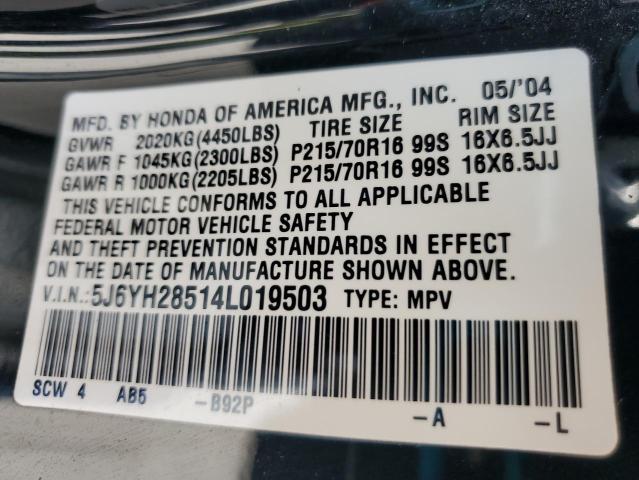 MFD. BY HONDA OF AMERICA MFG., INC. 05/'04
GVWR 2020KG(4450LBS) TIRE SIZE RIM SIZE
GAWR F 1045KG(2300LBS) P215/70R16 99S 16X6.5JJ
GAWR R 1000KG(2205LBS) P215/70R16 99S 16X6.5JJ
THIS VEHICLE CONFORMS TO ALL APPLICABLE
FEDERAL MOTOR VEHICLE SAFETY
AND THEFT PREVENTION STANDARDS IN EFFECT
ON THE DATE OF MANUFACTURE SHOWN ABOVE.
V.I.N.:5J6YH28514L019503 TYPE: MPV
SCW 4 AB5 -B92P -A -L